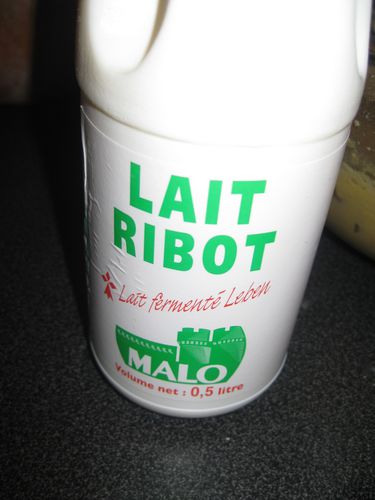 LAIT
RIBOT
Lait fermenté Leben
MALO
Volume net : 0,5 litre